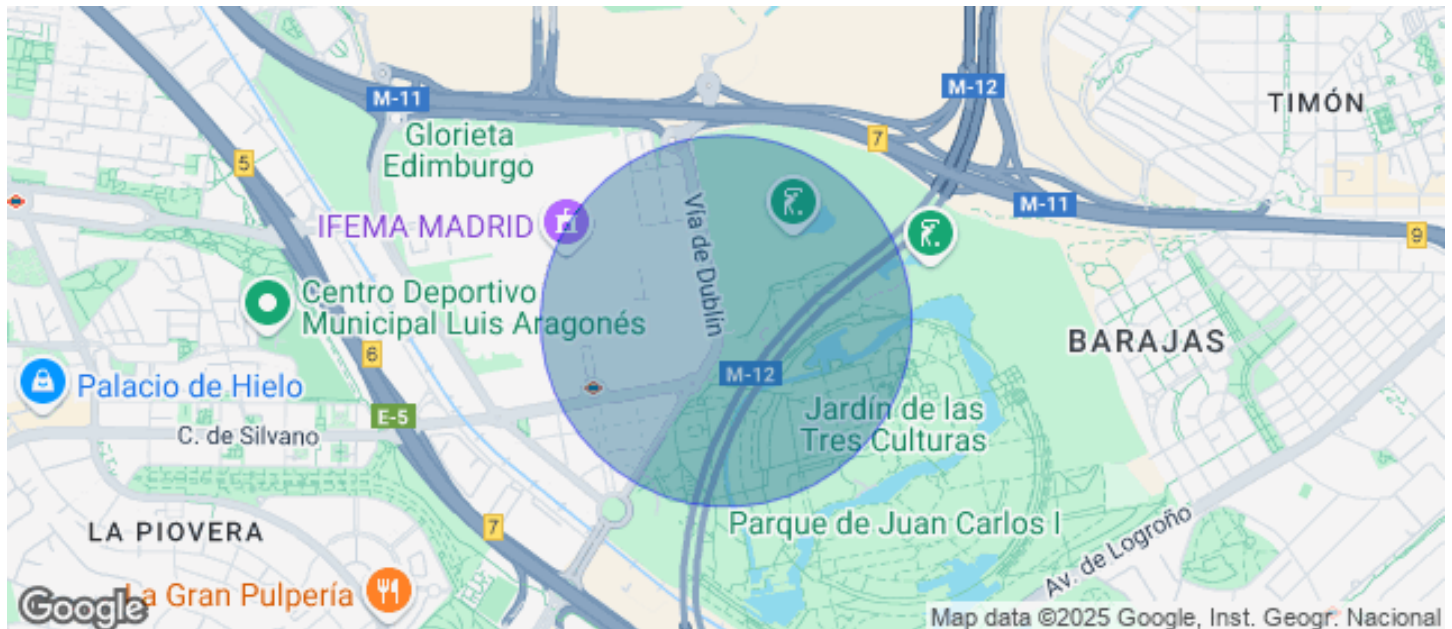 M-11
M-12
TIMÓN
Glorieta
Edimburgo
7
5
M-11
IFEMA MADRID
9
Vía de Dublín
Centro Deportivo
Municipal Luis Aragonés
BARAJAS
6
Palacio de Hielo
M-12
E-5
Jardín de las
Tres Culturas
C. de Silvano
LA PIOVERA
7
Parque de Juan Carlos I
Av. de Logroño
La Gran Pulpería
Google
Map data ©2025 Google, Inst. Geogr. Nacional